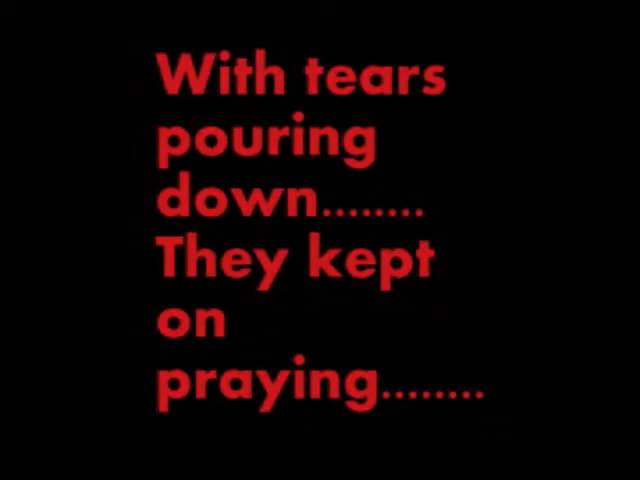 With tears
pouring
down........
They kept
on
praying........